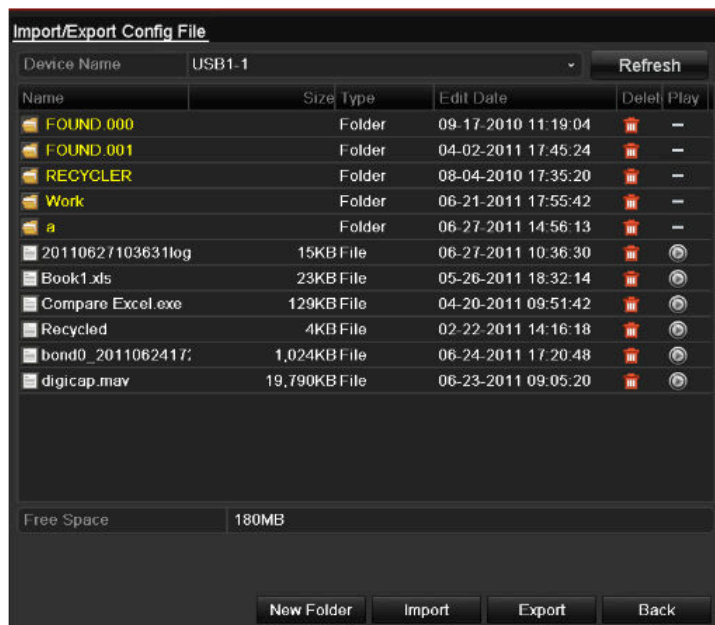 Import/Export Config File
Device Name USB1-1 Refresh
Name Size Type Edit Date Delet Play
FOUND.000 Folder 09-17-2010 11:19:04 –
FOUND.001 Folder 04-02-2011 17:45:24 –
RECYCLER Folder 08-04-2010 17:35:20 –
Work Folder 06-21-2011 17:55:42 –
a Folder 06-27-2011 14:56:13 –
20110627103631log 15KB File 06-27-2011 10:36:30
Book1.xls 23KB File 05-26-2011 18:32:14
Compare Excel.exe 129KB File 04-20-2011 09:51:42
Recycled 4KB File 02-22-2011 14:16:18
bond0_2011062417: 1,024KB File 06-24-2011 17:20:48
digicap.mav 19,790KB File 06-23-2011 09:05:20
Free Space 180MB
New Folder Import Export Back